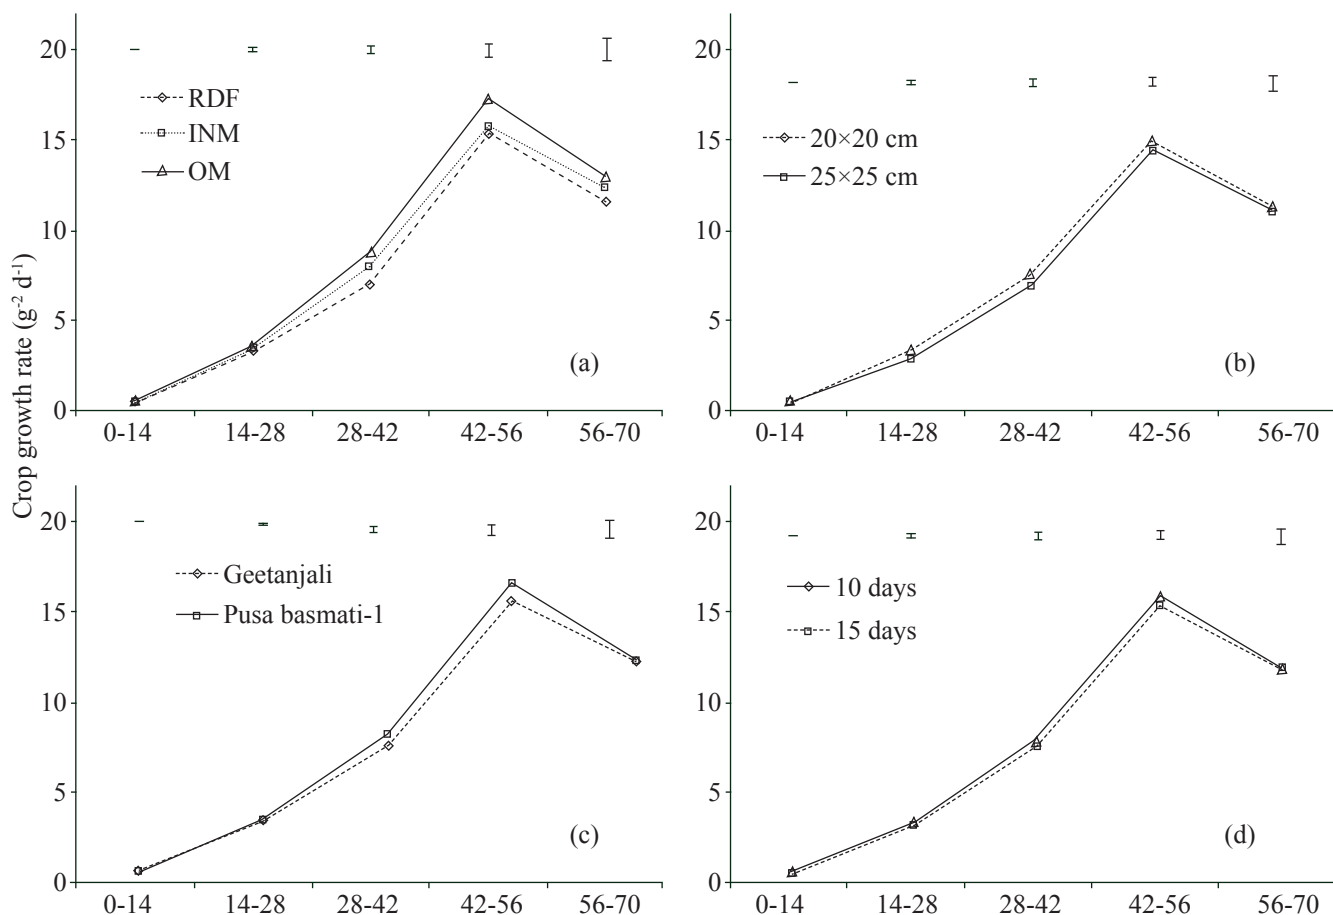 Crop growth rate (g⁻² d⁻¹)
20
15
10
5
0
RDF
INM
OM
(a)
0-14 14-28 28-42 42-56 56-70
20
15
10
5
0
20×20 cm
25×25 cm
(b)
0-14 14-28 28-42 42-56 56-70
20
15
10
5
0
Geetanjali
Pusa basmati-1
(c)
0-14 14-28 28-42 42-56 56-70
20
15
10
5
0
10 days
15 days
(d)
0-14 14-28 28-42 42-56 56-70